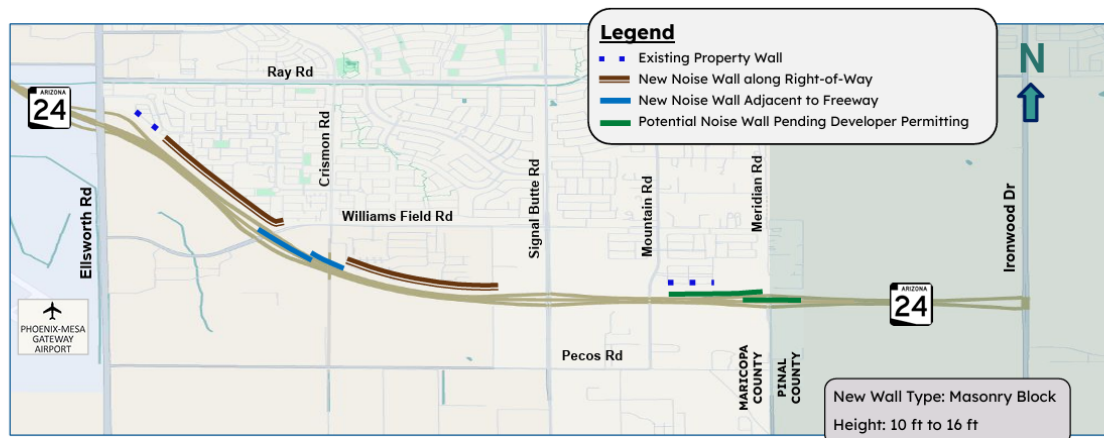 Legend
Existing Property Wall
New Noise Wall along Right-of-Way
New Noise Wall Adjacent to Freeway
Potential Noise Wall Pending Developer Permitting
N
Ray Rd
ARIZONA
24
Ellsworth Rd
Crismon Rd
Williams Field Rd
Signal Butte Rd
Mountain Rd
Meridian Rd
Ironwood Dr
ARIZONA
24
PHOENIX-MESA
GATEWAY
AIRPORT
Pecos Rd
MARICOPA
COUNTY
PINAL
COUNTY
New Wall Type: Masonry Block
Height: 10 ft to 16 ft